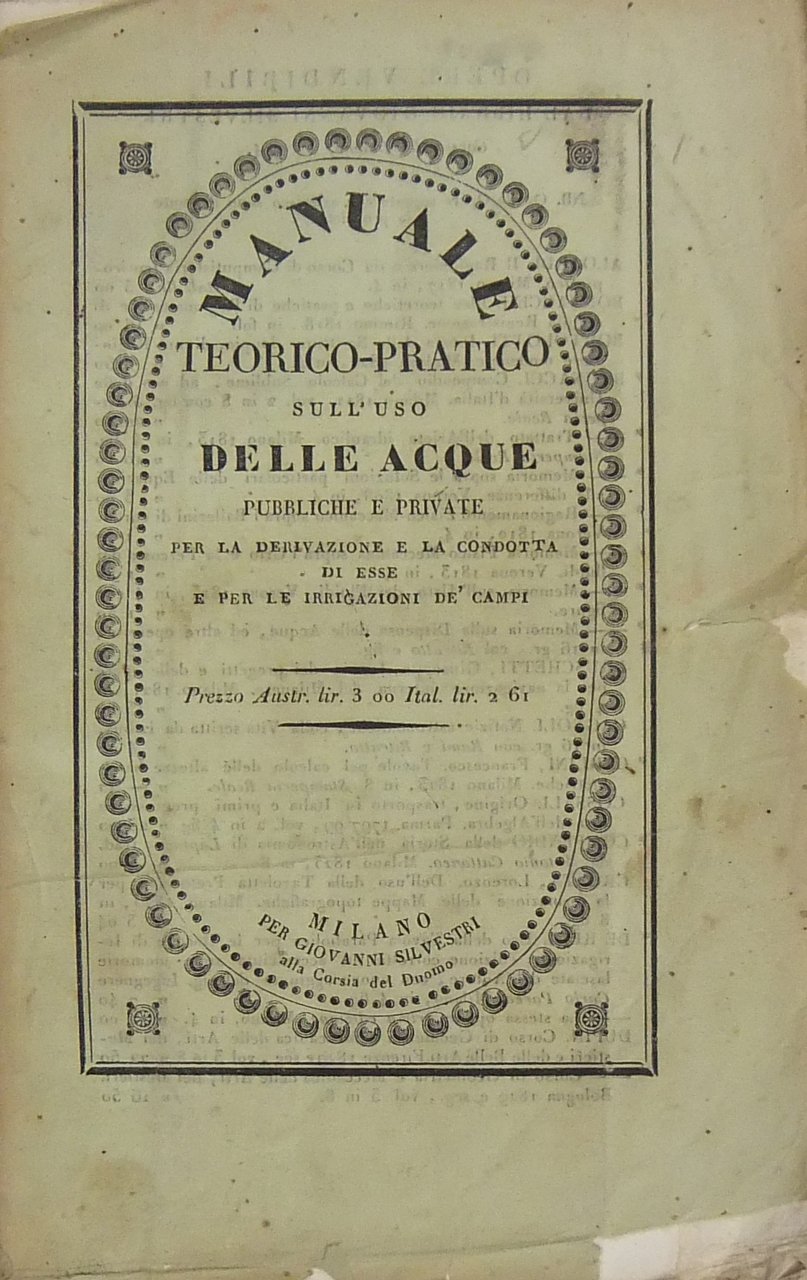 MANUALE
TEORICO-PRATICO
SULL' USO
DELLE ACQUE
PUBBLICHE E PRIVATE
PER LA DERIVAZIONE E LA CONDOTTA
DI ESSE
E PER LE IRRIGAZIONI DE' CAMPI
Prezzo Austr. lir. 3 00 Ital. lir. 2 61
MILANO
PER GIOVANNI SILVESTRI
alla Corsia del Duomo